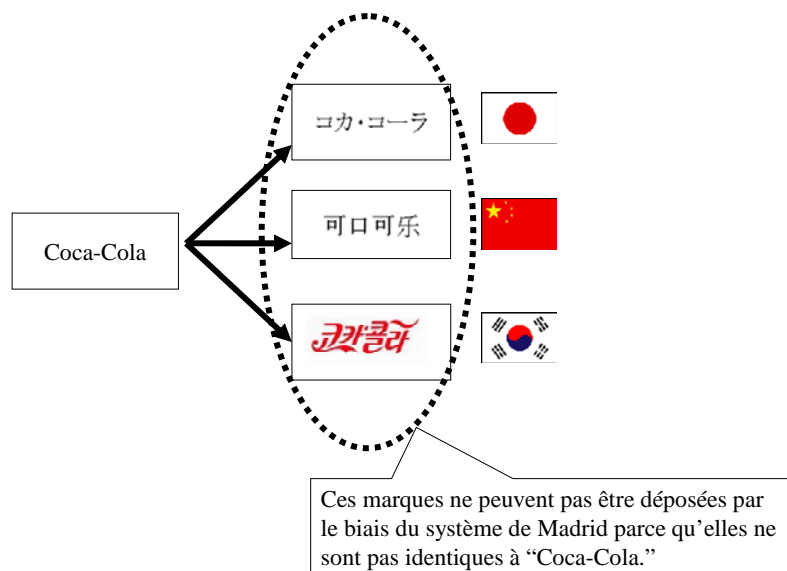 コカ・コーラ
可口可乐
Coca-Cola
코카콜라
Ces marques ne peuvent pas être déposées par
le biais du système de Madrid parce qu’elles ne
sont pas identiques à “Coca-Cola.”